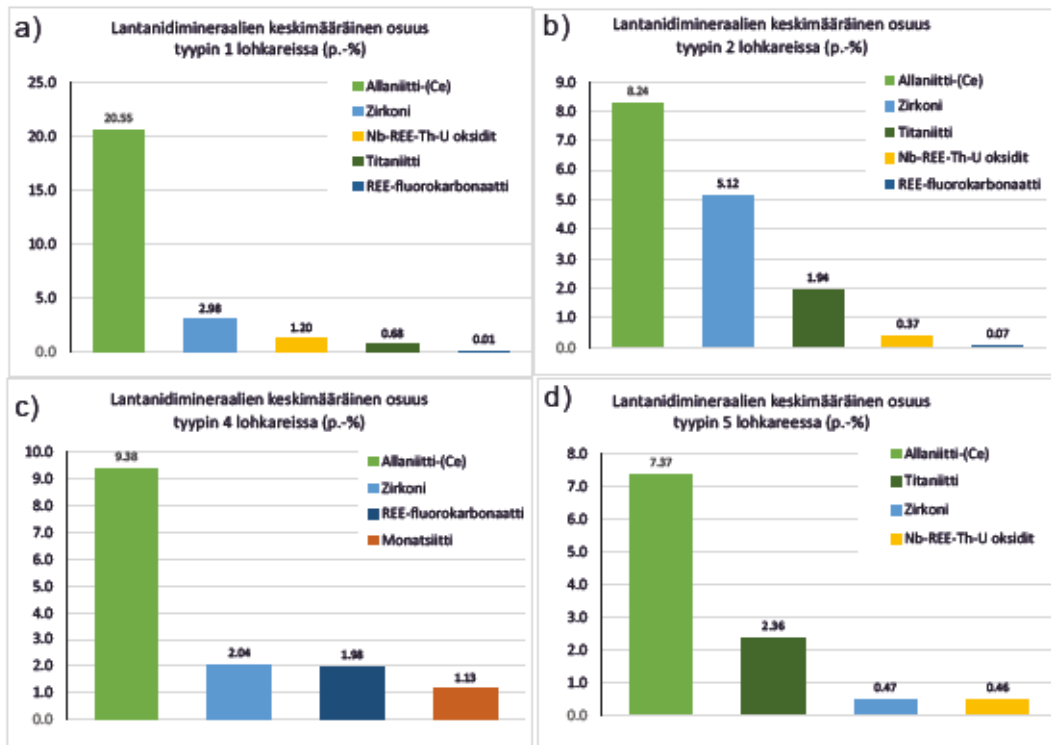 a)
Lantanidimineraalien keskimääräinen osuus
tyypin 1 lohkareissa (p.-%)
25.0
20.0
15.0
10.0
5.0
0.0
20.55
2.98
1.20
0.68
0.01
Allaniitti-(Ce)
Zirkoni
Nb-REE-Th-U oksidit
Titaniitti
REE-fluorokarbonaatti
b)
Lantanidimineraalien keskimääräinen osuus
tyypin 2 lohkareissa (p.-%)
9.0
8.0
7.0
6.0
5.0
4.0
3.0
2.0
1.0
0.0
8.24
5.12
1.94
0.37
0.07
Allaniitti-(Ce)
Zirkoni
Titaniitti
Nb-REE-Th-U oksidit
REE-fluorokarbonaatti
c)
Lantanidimineraalien keskimääräinen osuus
tyypin 4 lohkareissa (p.-%)
10.0
9.0
8.0
7.0
6.0
5.0
4.0
3.0
2.0
1.0
0.0
9.38
2.04
1.98
1.13
Allaniitti-(Ce)
Zirkoni
REE-fluorokarbonaatti
Monatsiitti
d)
Lantanidimineraalien keskimääräinen osuus
tyypin 5 lohkareessa (p.-%)
8.0
7.0
6.0
5.0
4.0
3.0
2.0
1.0
0.0
7.37
2.36
0.47
0.46
Allaniitti-(Ce)
Titaniitti
Zirkoni
Nb-REE-Th-U oksidit